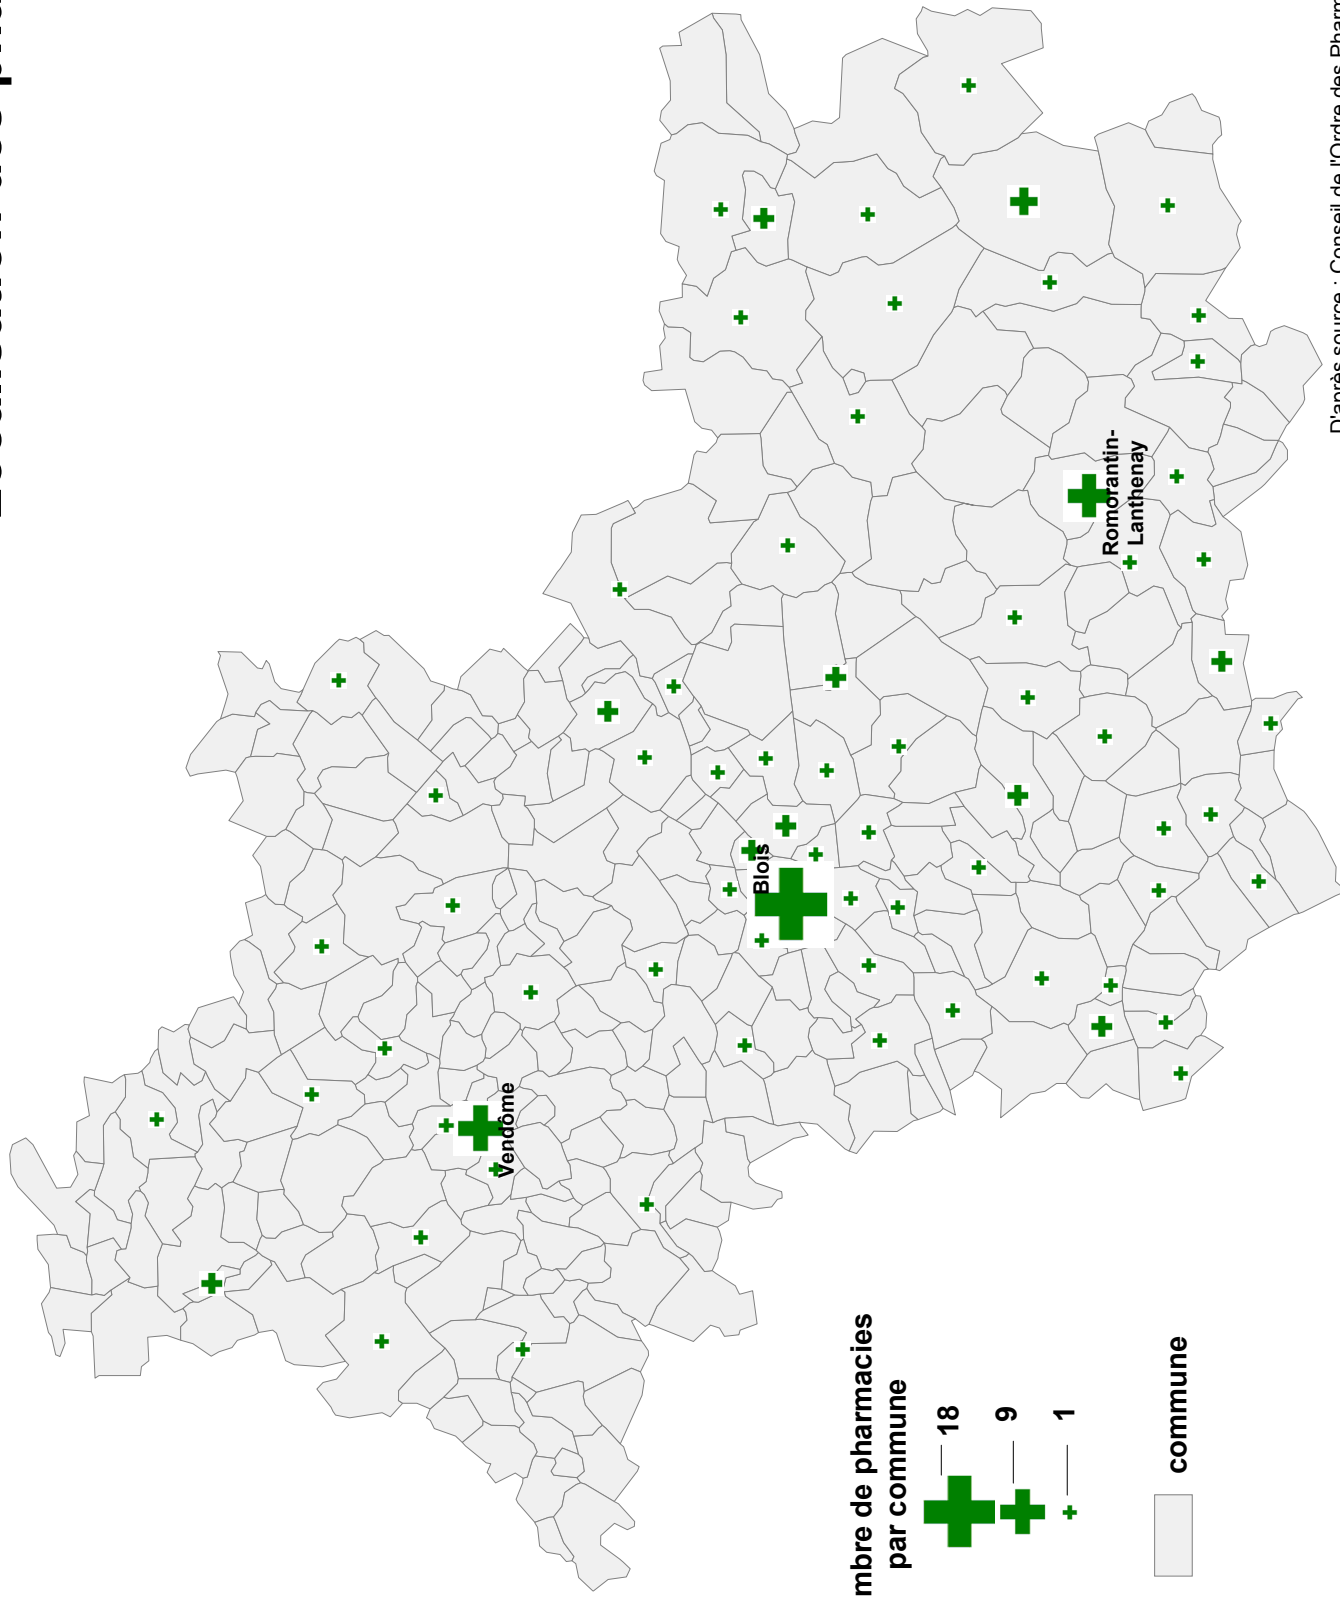 Blois
Vendôme
Romorantin-
Lanthenay
mbre de pharmacies
par commune
18
9
1
commune
D'après source : Conseil de l'Ordre des Pharm